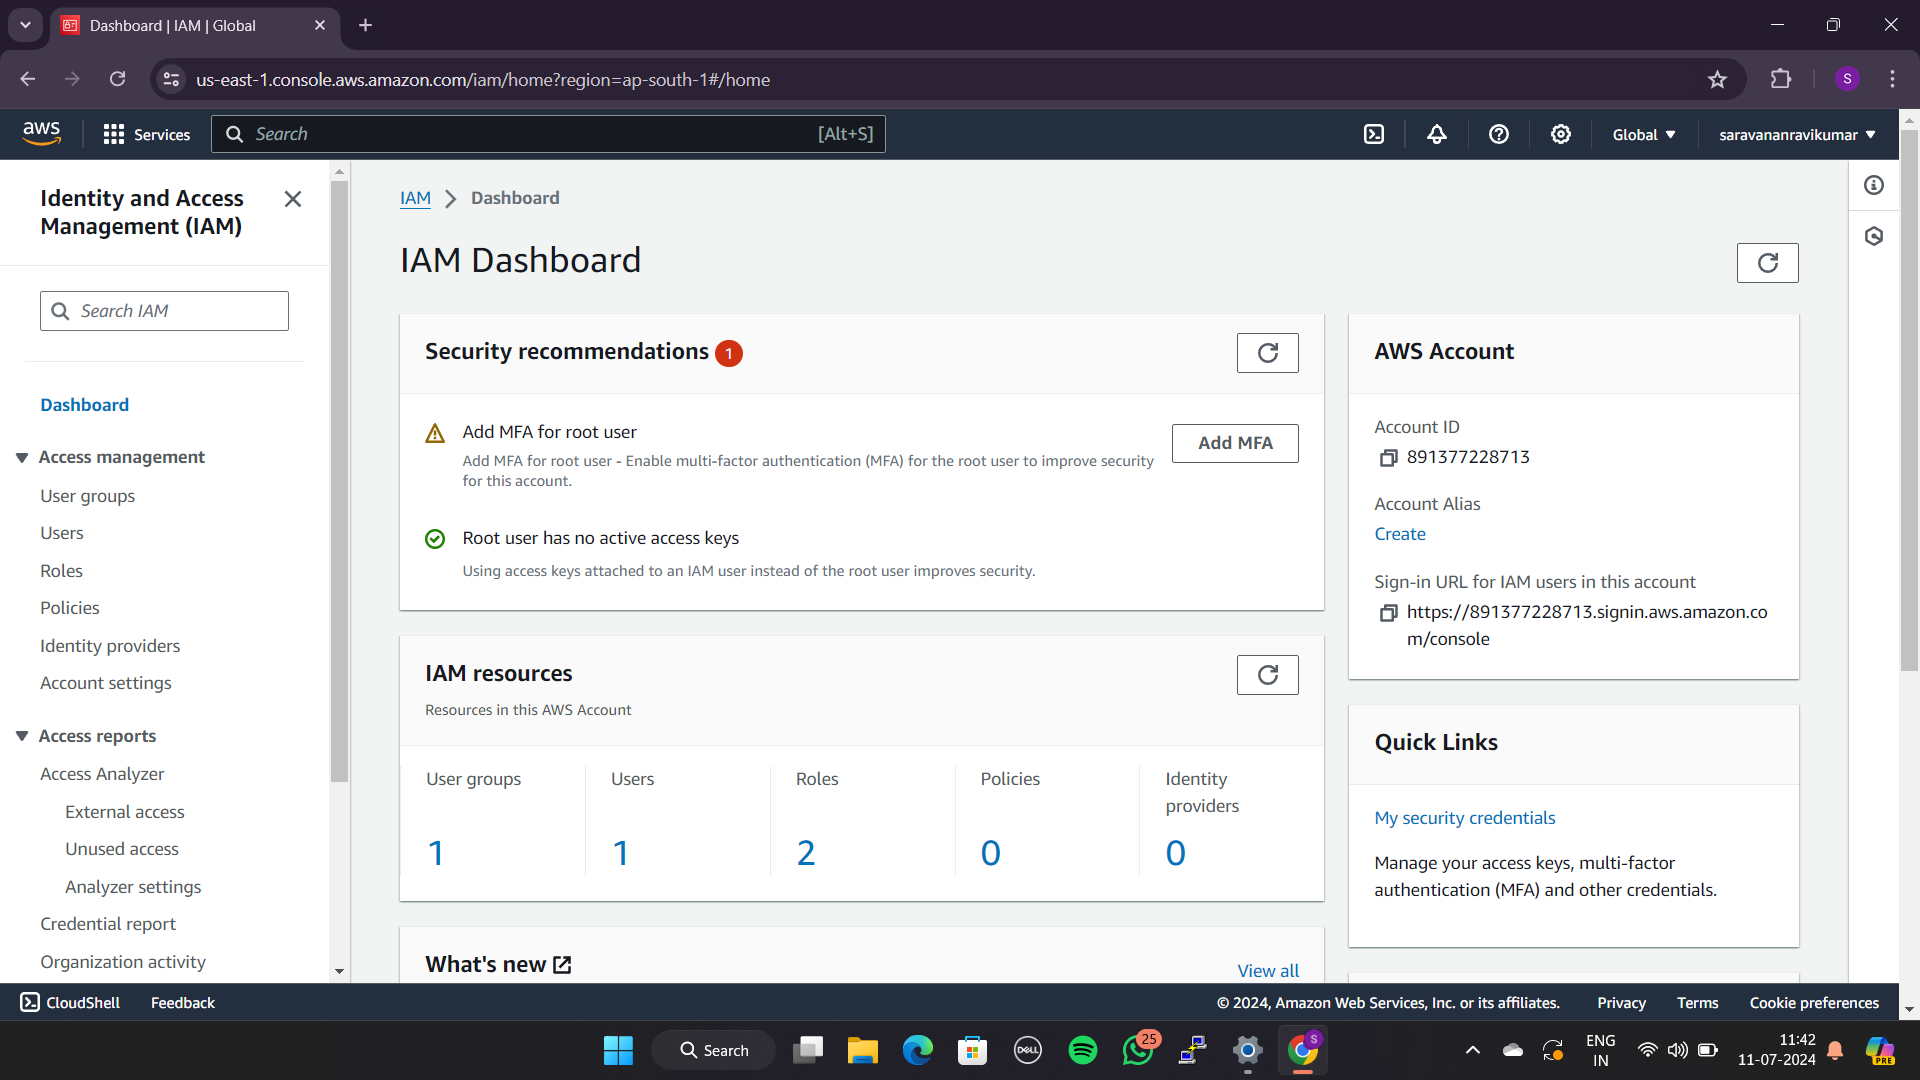 Dashboard | IAM | Global
us-east-1.console.aws.amazon.com/iam/home?region=ap-south-1#/home
S
aws
Services
Search
[Alt+S]
Global
saravananravikumar
Identity and Access
Management (IAM)
Search IAM
Dashboard
Access management
User groups
Users
Roles
Policies
Identity providers
Account settings
Access reports
Access Analyzer
External access
Unused access
Analyzer settings
Credential report
Organization activity
IAM
Dashboard
IAM Dashboard
Security recommendations 1
Add MFA for root user
Add MFA for root user - Enable multi-factor authentication (MFA) for the root user to improve security
for this account.
Add MFA
Root user has no active access keys
Using access keys attached to an IAM user instead of the root user improves security.
IAM resources
Resources in this AWS Account
User groups
1
Users
1
Roles
2
Policies
0
Identity
providers
0
What's new
View all
AWS Account
Account ID
891377228713
Account Alias
Create
Sign-in URL for IAM users in this account
https://891377228713.signin.aws.amazon.co
m/console
Quick Links
My security credentials
Manage your access keys, multi-factor
authentication (MFA) and other credentials.
CloudShell
Feedback
© 2024, Amazon Web Services, Inc. or its affiliates.
Privacy
Terms
Cookie preferences
Search
DELL
25
S
ENG
IN
11:42
11-07-2024
PRE